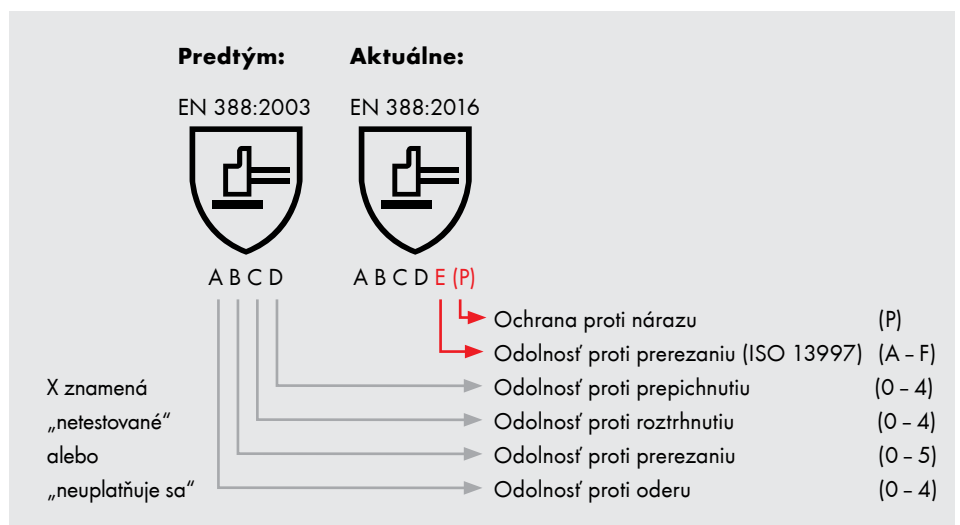 Predtým:
Aktuálne:
EN 388:2003
EN 388:2016
A B C D
A B C D E (P)
Ochrana proti nárazu (P)
Odolnosť proti prerezaniu (ISO 13997) (A – F)
X znamená
Odolnosť proti prepichnutiu (0 – 4)
„netestované“
Odolnosť proti roztrhnutiu (0 – 4)
alebo
Odolnosť proti prerezaniu (0 – 5)
„neuplatňuje sa“
Odolnosť proti oderu (0 – 4)